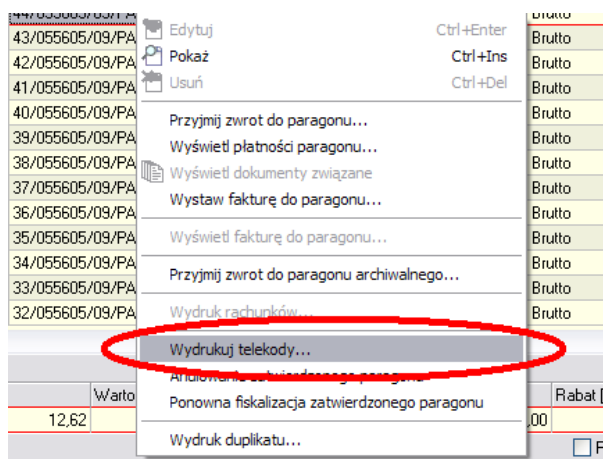 44/055605/09/PA Brutto
Edytuj Ctrl+Enter
43/055605/09/PA Brutto
Pokaż Ctrl+Ins
42/055605/09/PA Brutto
Usuń Ctrl+Del
41/055605/09/PA Brutto
40/055605/09/PA Brutto
Przyjmij zwrot do paragonu...
39/055605/09/PA Brutto
Wyświetl płatności paragonu...
38/055605/09/PA Brutto
Wyświetl dokumenty związane
37/055605/09/PA Brutto
Wystaw fakturę do paragonu...
36/055605/09/PA Brutto
35/055605/09/PA Brutto
Wyświetl fakturę do paragonu...
34/055605/09/PA Brutto
Przyjmij zwrot do paragonu archiwalnego...
33/055605/09/PA Brutto
32/055605/09/PA Brutto
Wydruk rachunków...
Wydrukuj telekody...
Anulowanie zatwierdzonego paragonu
Warto Rabat [
Ponowna fiskalizacja zatwierdzonego paragonu
12,62 ,00
Wydruk duplikatu...